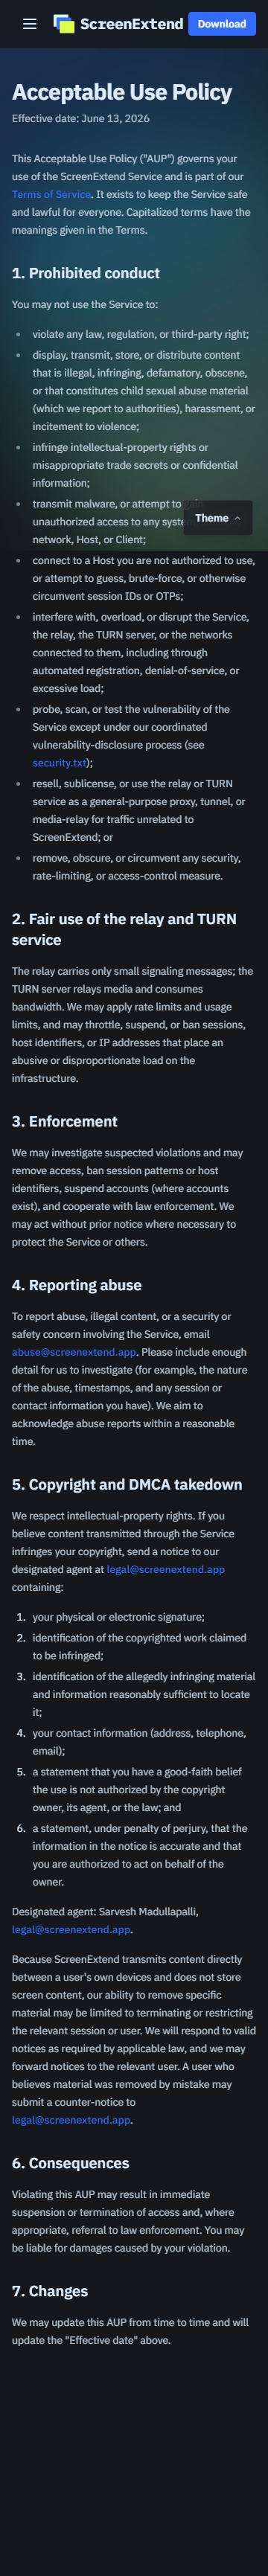 ScreenExtend
Download
Acceptable Use Policy
Effective date: June 13, 2026
This Acceptable Use Policy ("AUP") governs your
use of the ScreenExtend Service and is part of our
Terms of Service. It exists to keep the Service safe
and lawful for everyone. Capitalized terms have the
meanings given in the Terms.
1. Prohibited conduct
You may not use the Service to:
violate any law, regulation, or third-party right;
display, transmit, store, or distribute content
that is illegal, infringing, defamatory, obscene,
or that constitutes child sexual abuse material
(which we report to authorities), harassment, or
incitement to violence;
infringe intellectual-property rights or
misappropriate trade secrets or confidential
information;
transmit malware, or attempt to
unauthorized access to any
Theme
network, Host, or Client;
connect to a Host you are not authorized to use,
or attempt to guess, brute-force, or otherwise
circumvent session IDs or OTPs;
interfere with, overload, or disrupt the Service,
the relay, the TURN server, or the networks
connected to them, including through
automated registration, denial-of-service, or
excessive load;
probe, scan, or test the vulnerability of the
Service except under our coordinated
vulnerability-disclosure process (see
security.txt);
resell, sublicense, or use the relay or TURN
service as a general-purpose proxy, tunnel, or
media-relay for traffic unrelated to
ScreenExtend; or
remove, obscure, or circumvent any security,
rate-limiting, or access-control measure.
2. Fair use of the relay and TURN
service
The relay carries only small signaling messages; the
TURN server relays media and consumes
bandwidth. We may apply rate limits and usage
limits, and may throttle, suspend, or ban sessions,
host identifiers, or IP addresses that place an
abusive or disproportionate load on the
infrastructure.
3. Enforcement
We may investigate suspected violations and may
remove access, ban session patterns or host
identifiers, suspend accounts (where accounts
exist), and cooperate with law enforcement. We
may act without prior notice where necessary to
protect the Service or others.
4. Reporting abuse
To report abuse, illegal content, or a security or
safety concern involving the Service, email
abuse@screenextend.app. Please include enough
detail for us to investigate (for example, the nature
of the abuse, timestamps, and any session or
contact information you have). We aim to
acknowledge abuse reports within a reasonable
time.
5. Copyright and DMCA takedown
We respect intellectual-property rights. If you
believe content transmitted through the Service
infringes your copyright, send a notice to our
designated agent at legal@screenextend.app
containing:
1. your physical or electronic signature;
2. identification of the copyrighted work claimed
to be infringed;
3. identification of the allegedly infringing material
and information reasonably sufficient to locate
it;
4. your contact information (address, telephone,
email);
5. a statement that you have a good-faith belief
the use is not authorized by the copyright
owner, its agent, or the law; and
6. a statement, under penalty of perjury, that the
information in the notice is accurate and that
you are authorized to act on behalf of the
owner.
Designated agent: Sarvesh Madullapalli,
legal@screenextend.app.
Because ScreenExtend transmits content directly
between a user's own devices and does not store
screen content, our ability to remove specific
material may be limited to terminating or restricting
the relevant session or user. We will respond to valid
notices as required by applicable law, and we may
forward notices to the relevant user. A user who
believes material was removed by mistake may
submit a counter-notice to
legal@screenextend.app.
6. Consequences
Violating this AUP may result in immediate
suspension or termination of access and, where
appropriate, referral to law enforcement. You may
be liable for damages caused by your violation.
7. Changes
We may update this AUP from time to time and will
update the "Effective date" above.